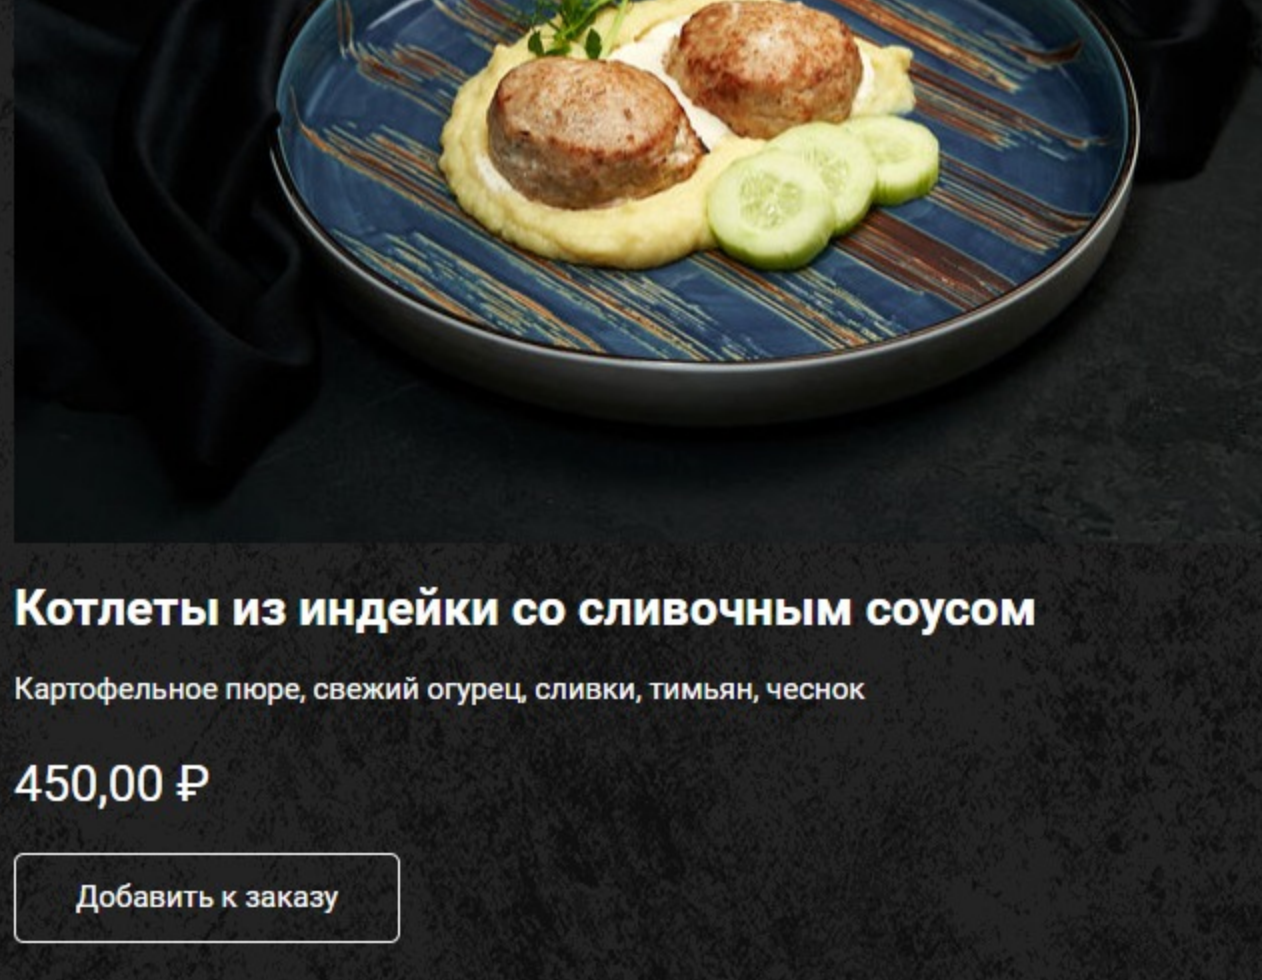 Котлеты из индейки со сливочным соусом
Картофельное пюре, свежий огурец, сливки, тимьян, чеснок
450,00 ₽
Добавить к заказу